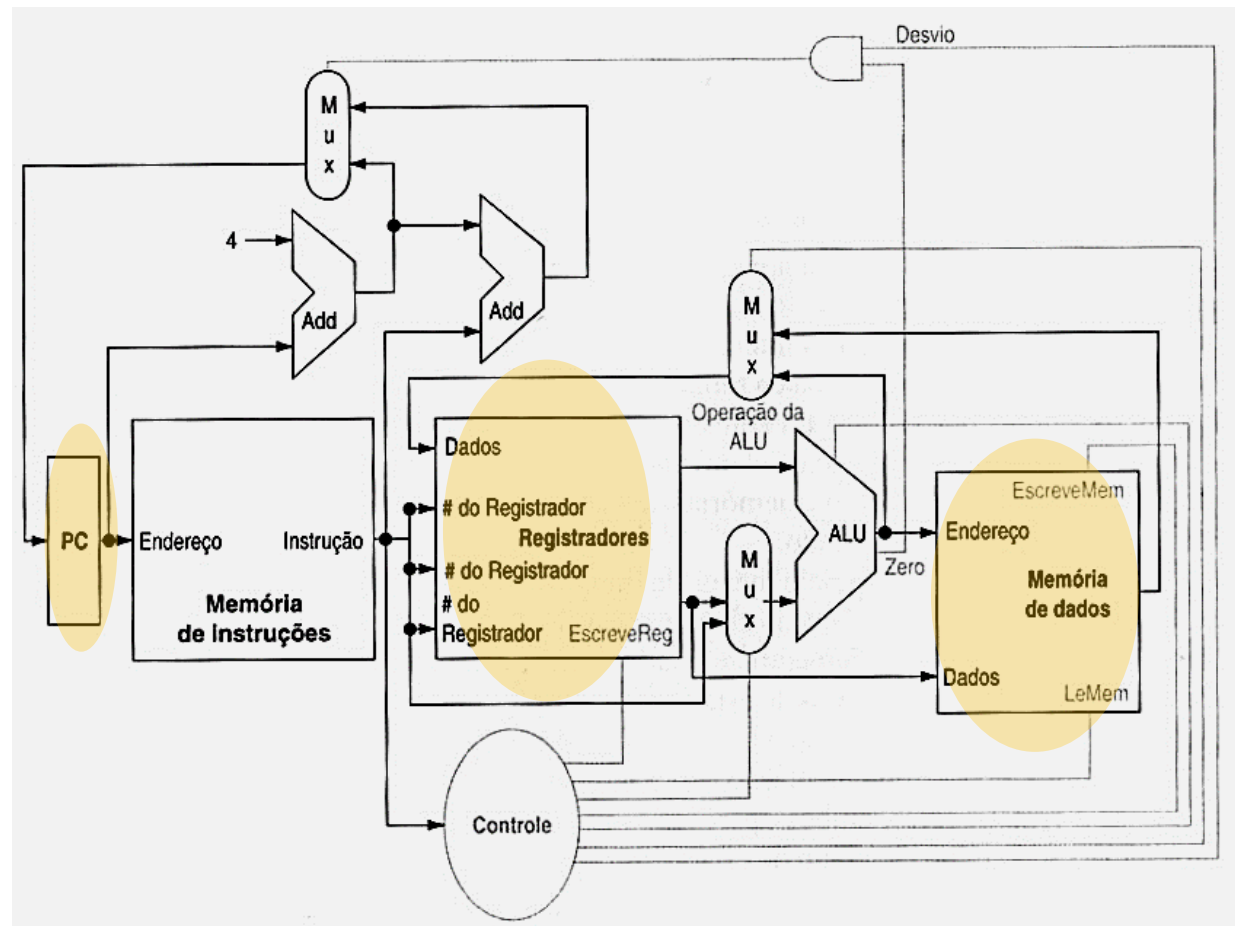 Desvio
M
u
x
4
Add
Add
M
u
x
Operação da
ALU
Dados
# do Registrador
Registradores
# do Registrador
# do
Registrador
EscreveReg
PC
Endereço
Instrução
Memória
de Instruções
M
u
x
ALU
Zero
EscreveMem
Endereço
Memória
de dados
Dados
LeMem
Controle